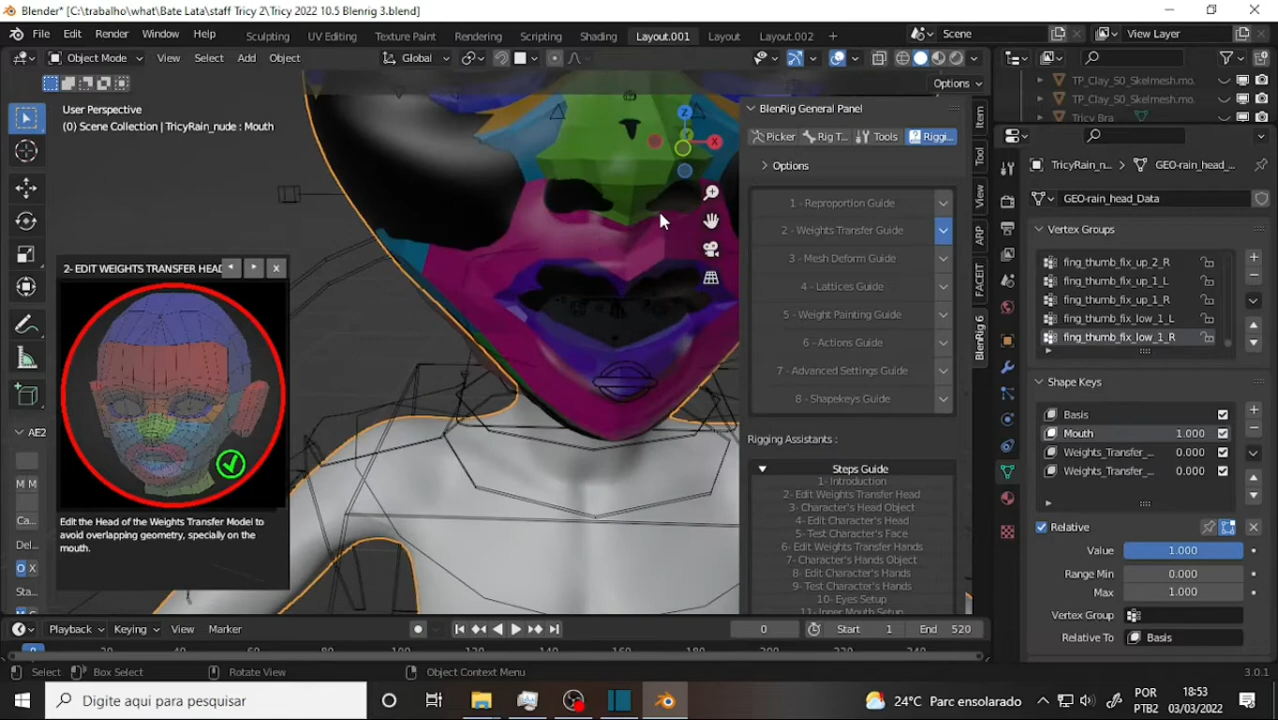 Blender* [C:\trabalho\what\Bate Lata\staff Tricy 2\Tricy 2022 10.5 Blenrig 3.blend]
File Edit Render Window Help Sculpting UV Editing Texture Paint Rendering Scripting Shading Layout.001 Layout Layout.002 Scene View Layer
Object Mode View Select Add Object Global
Options
User Perspective
(0) Scene Collection | TricyRain_nude : Mouth
TP_Clay_S0_Skelmesh.mo.
TP_Clay_S0_Skelmesh.mo.
Tricy Bra
BlenRig General Panel
Picker Rig T... Tools Riggi...
Options
1 - Reproportion Guide
2 - Weights Transfer Guide
3 - Mesh Deform Guide
4 - Lattices Guide
5 - Weight Painting Guide
6 - Actions Guide
7 - Advanced Settings Guide
8 - Shapekeys Guide
Rigging Assistants :
Steps Guide
1- Introduction
2- Edit Weights Transfer Head
3- Character's Head Object
4- Edit Character's Head
5- Test Character's Face
6- Edit Weights Transfer Hands
7- Character's Hands Object
8- Edit Character's Hands
9- Test Character's Hands
10- Eyes Setup
11- Inner Mouth Setup
Item
Tool
View
ARP
FACEIT
BlenRig 6
TricyRain_n...
GEO-rain_head_...
GEO-rain_head_Data
Vertex Groups
fing_thumb_fix_up_2_R
fing_thumb_fix_up_1_L
fing_thumb_fix_up_1_R
fing_thumb_fix_low_1_L
fing_thumb_fix_low_1_R
Shape Keys
Basis
Mouth 1.000
Weights_Transfer_... 0.000
Weights_Transfer_... 0.000
Relative
Value 1.000
Range Min 0.000
Max 1.000
Vertex Group
Relative To Basis
2- EDIT WEIGHTS TRANSFER HEAD
Edit the Head of the Weights Transfer Model to
avoid overlapping geometry, specially on the
mouth.
AE2
M M
Ca...
Del...
O X
Sta...
Z
X
Playback Keying View Marker 0 Start 1 End 520
Select Box Select Rotate View Object Context Menu 3.0.1
Digite aqui para pesquisar
24°C Parc ensolarado
POR
PTB2
18:53
03/03/2022